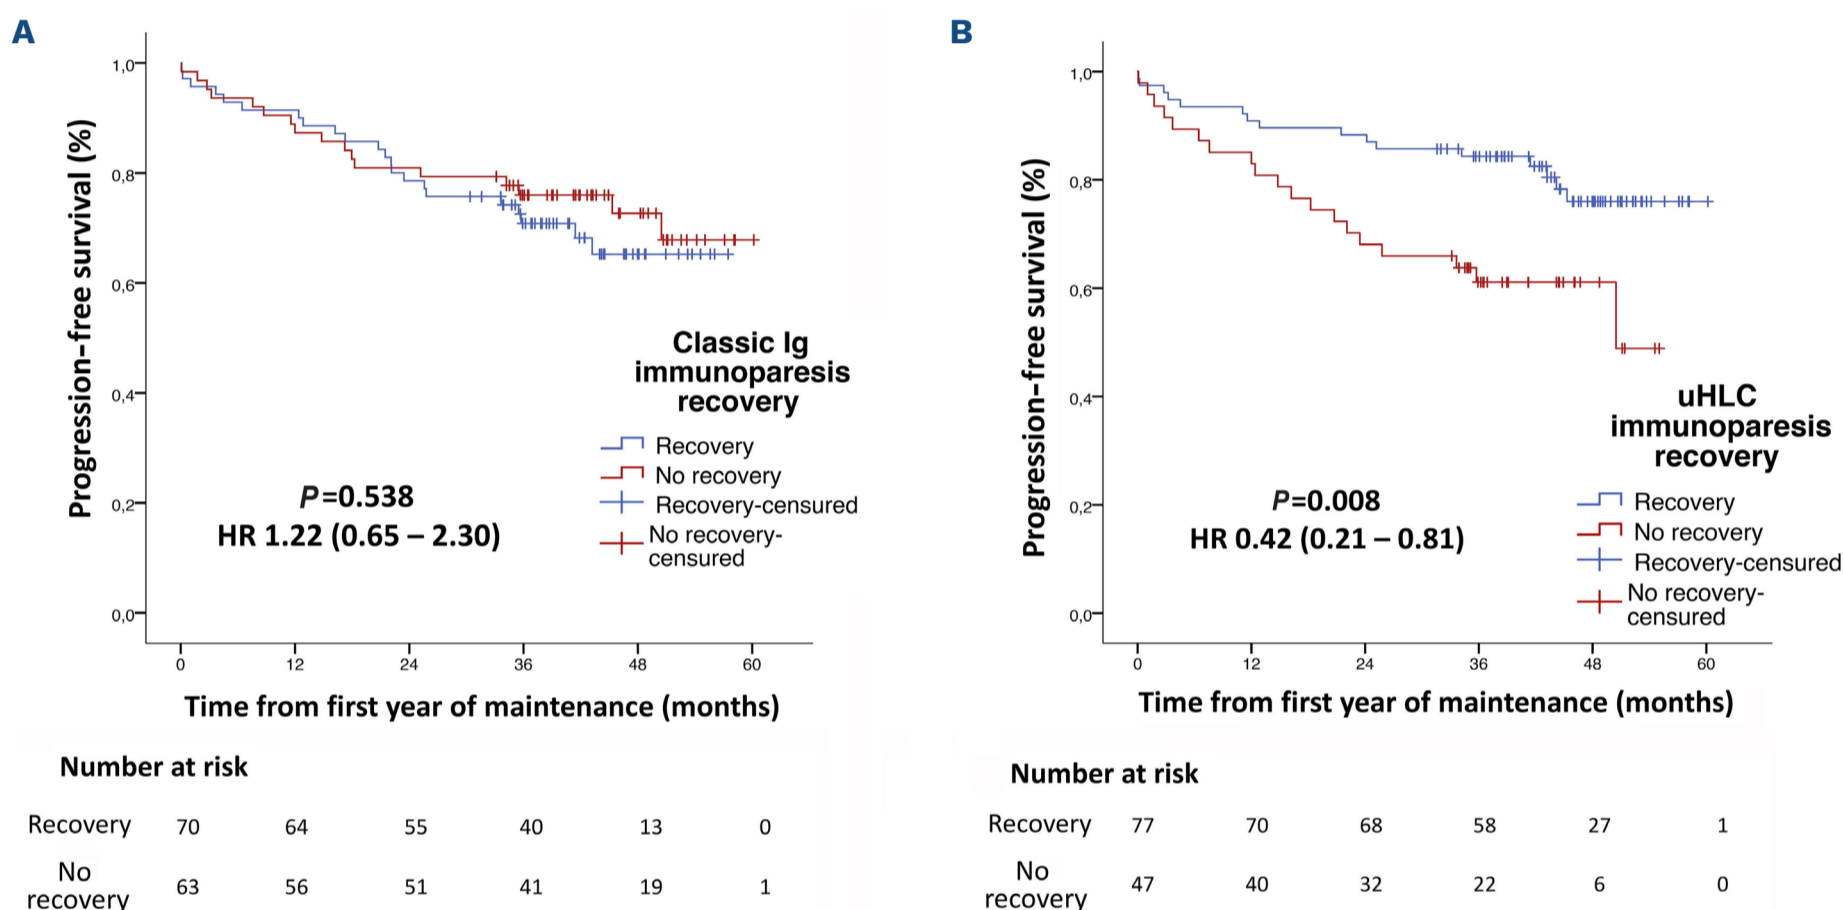 A
Progression-free survival (%)
1,0
0,8
0,6
0,4
0,2
0,0
Classic Ig
immunoparesis
recovery
Recovery
No recovery
Recovery-censured
No recovery-
censured
P=0.538
HR 1.22 (0.65 – 2.30)
0 12 24 36 48 60
Time from first year of maintenance (months)
Number at risk
Recovery 70 64 55 40 13 0
No
recovery 63 56 51 41 19 1
B
Progression-free survival (%)
1,0
0,8
0,6
0,4
0,2
0,0
uHLC
immunoparesis
recovery
Recovery
No recovery
Recovery-censured
No recovery-
censured
P=0.008
HR 0.42 (0.21 – 0.81)
0 12 24 36 48 60
Time from first year of maintenance (months)
Number at risk
Recovery 77 70 68 58 27 1
No
recovery 47 40 32 22 6 0